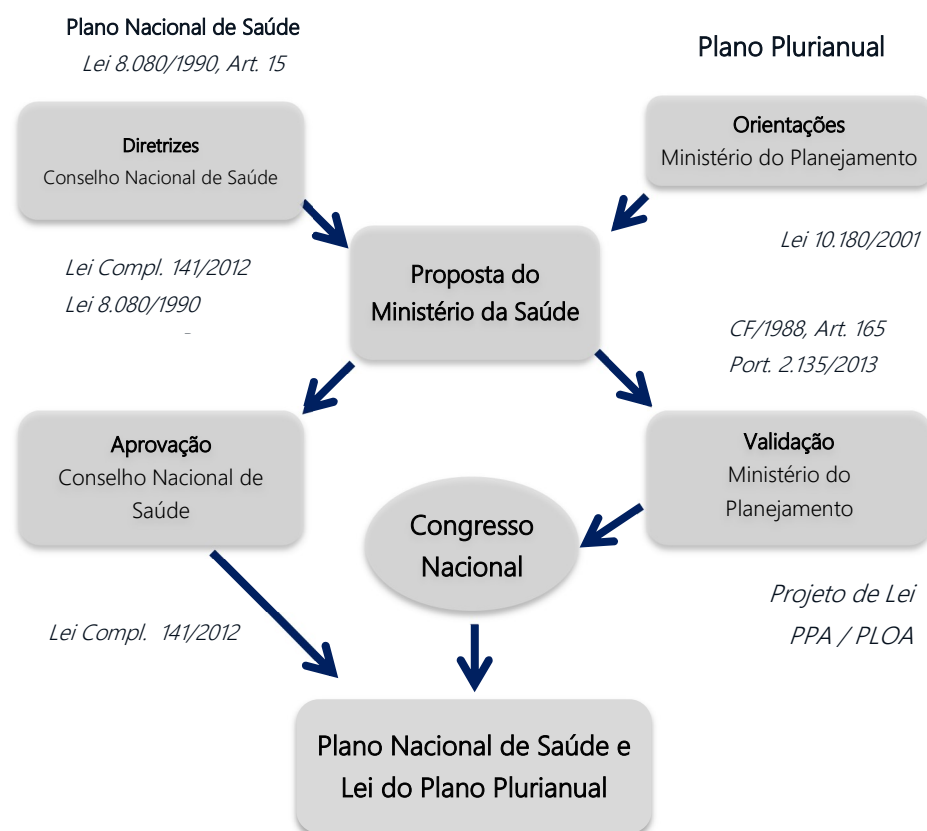 Plano Nacional de Saúde
Lei 8.080/1990, Art. 15
Plano Plurianual
Diretrizes
Conselho Nacional de Saúde
Orientações
Ministério do Planejamento
Lei 10.180/2001
Lei Compl. 141/2012
Lei 8.080/1990
Proposta do
Ministério da Saúde
CF/1988, Art. 165
Port. 2.135/2013
Aprovação
Conselho Nacional de
Saúde
Validação
Ministério do
Planejamento
Congresso
Nacional
Projeto de Lei
PPA / PLOA
Lei Compl. 141/2012
Plano Nacional de Saúde e
Lei do Plano Plurianual